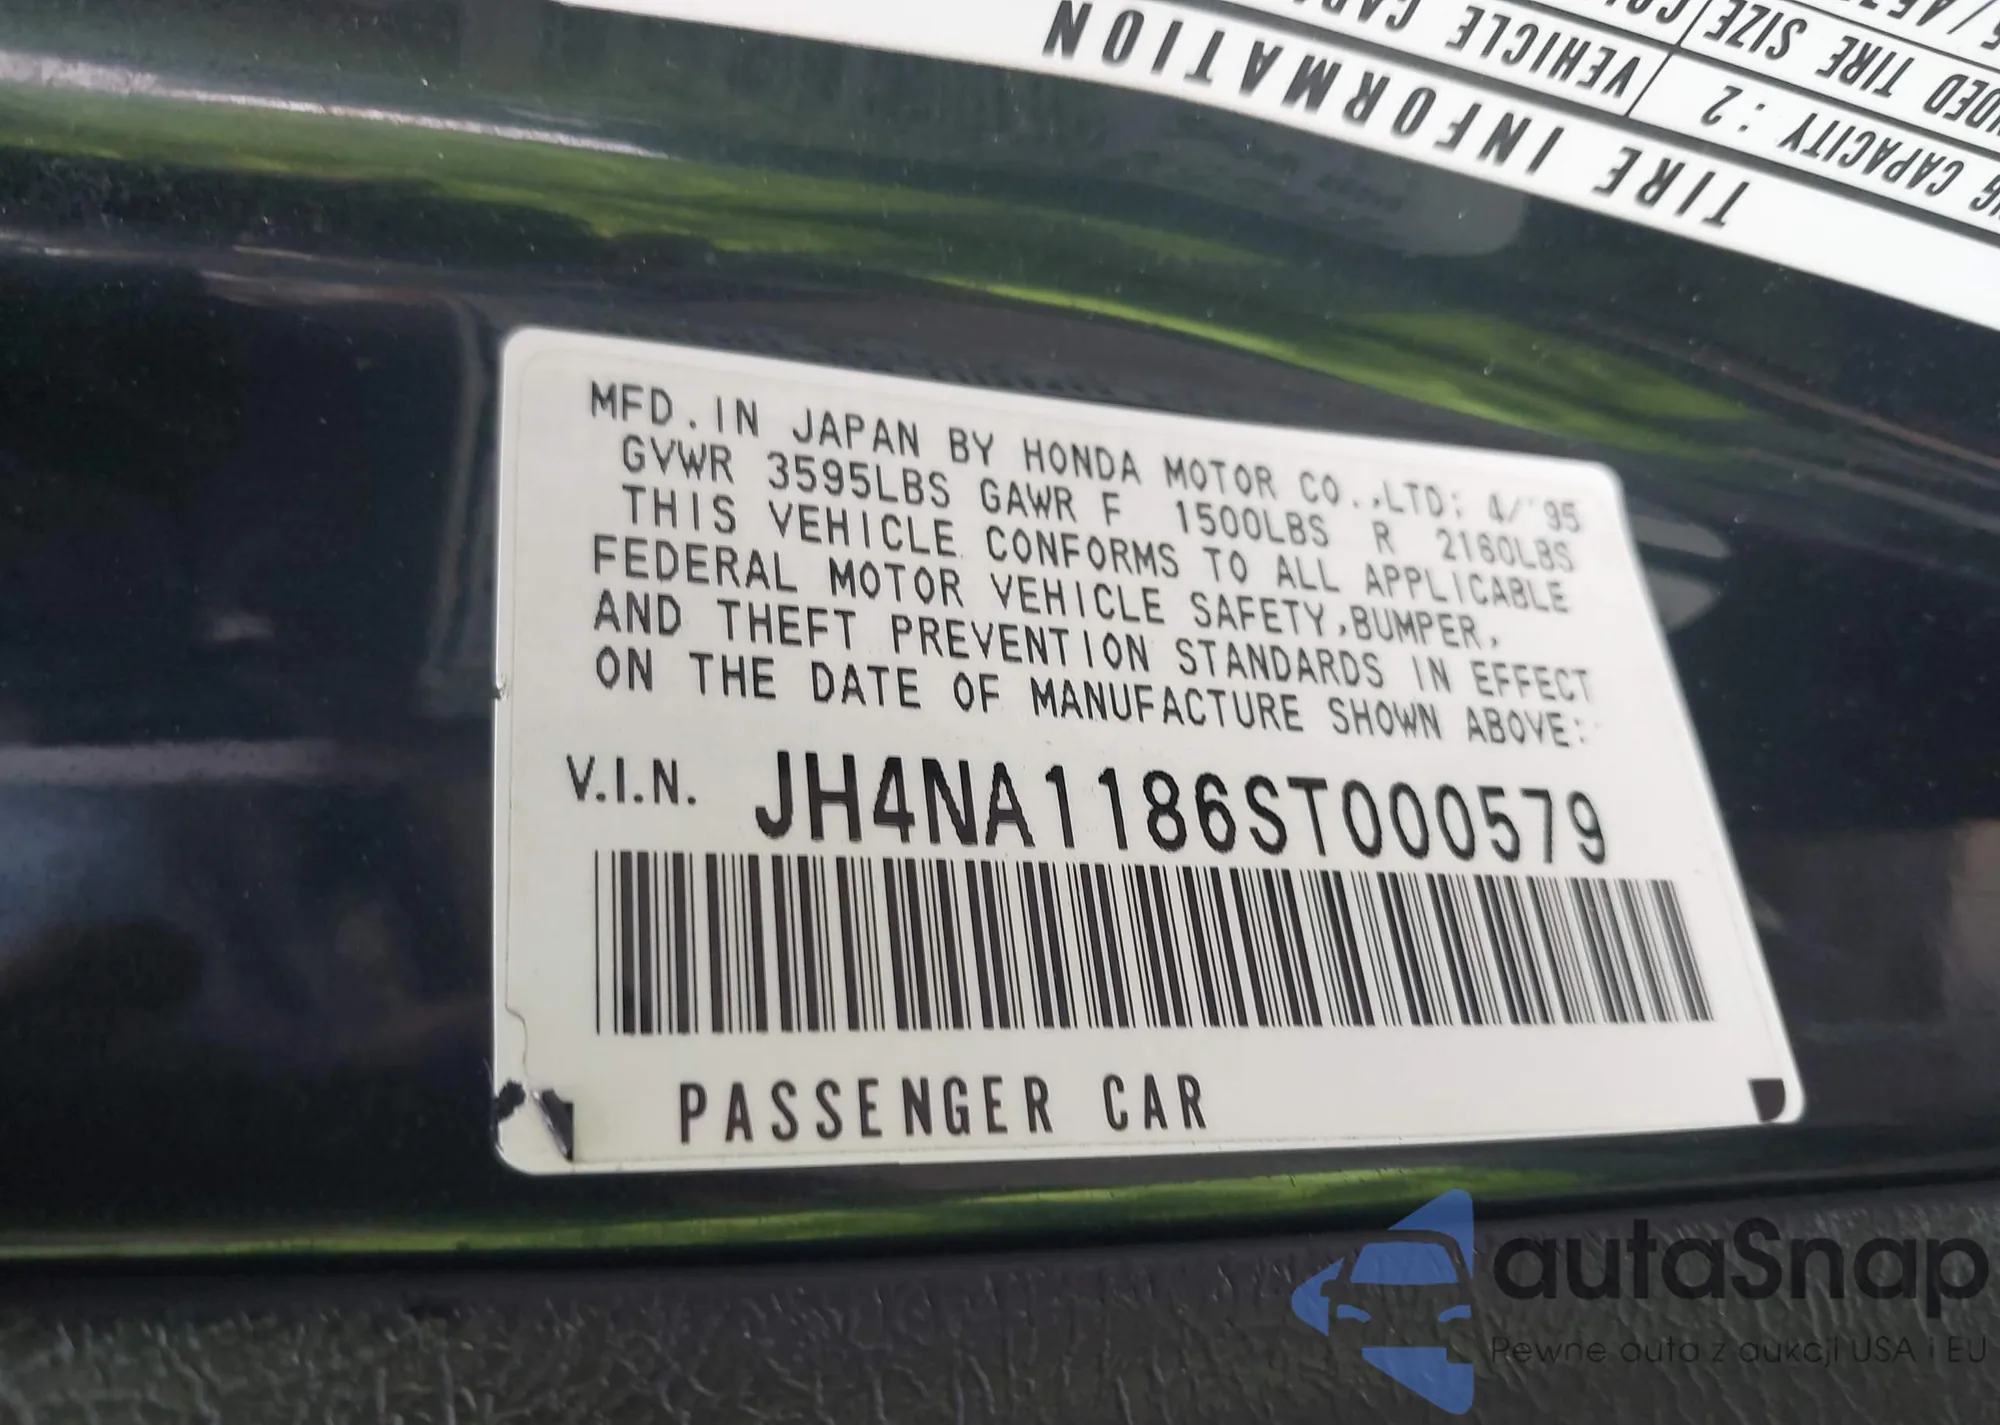 TIRE INFORMATION
VEHICLE
CAPACITY : 2
TIRE SIZE
MFD. IN JAPAN BY HONDA MOTOR CO.,LTD; 4/'95
GVWR 3595LBS GAWR F 1500LBS R 2160LBS
THIS VEHICLE CONFORMS TO ALL APPLICABLE
FEDERAL MOTOR VEHICLE SAFETY,BUMPER,
AND THEFT PREVENTION STANDARDS IN EFFECT
ON THE DATE OF MANUFACTURE SHOWN ABOVE:
V.I.N. JH4NA1186ST000579
PASSENGER CAR
autaSnap
Pewne auta z aukcji USA i EU